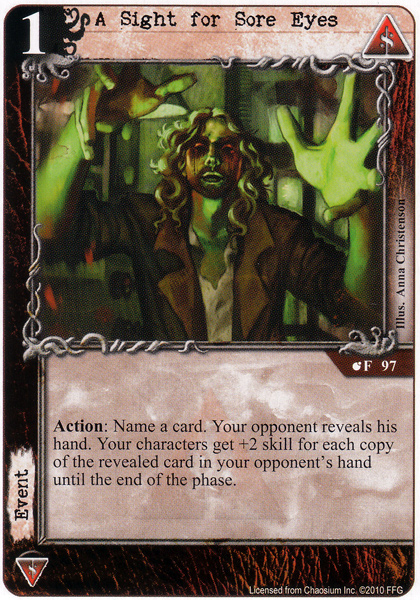 1
A Sight for Sore Eyes
Illus. Anna Christenson
F 97
Action: Name a card. Your opponent reveals his
hand. Your characters get +2 skill for each copy
of the revealed card in your opponent's hand
until the end of the phase.
Event
Licensed from Chaosium Inc. ©2010 FFG